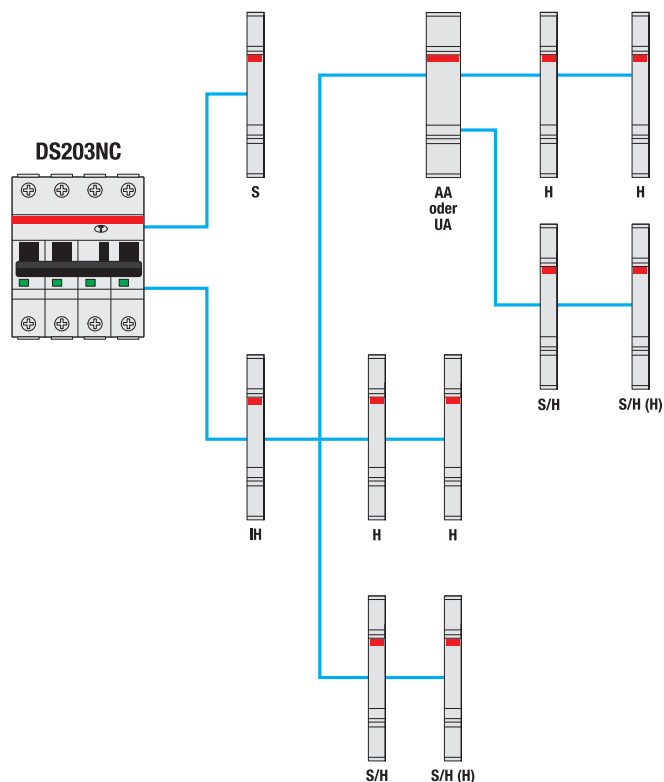 DS203NC
S
AA
oder
UA
H
H
S/H
S/H (H)
IH
H
H
S/H
S/H (H)